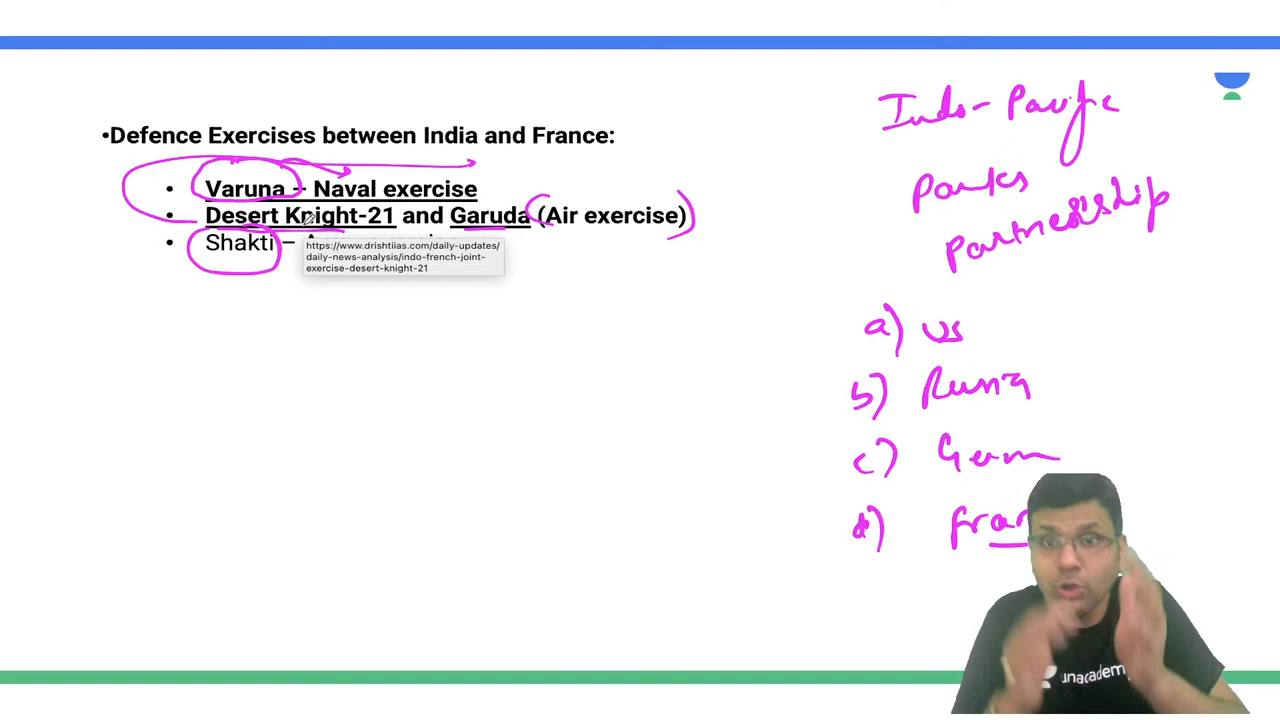 •Defence Exercises between India and France:
• Varuna – Naval exercise
• Desert Knight-21 and Garuda (Air exercise)
• Shakti –
https://www.drishtiias.com/daily-updates/
daily-news-analysis/indo-french-joint-
exercise-desert-knight-21
Indo-Pacific
Parks
Partnership
a) US
b) Russia
c) Germ
d) fran
unacademy